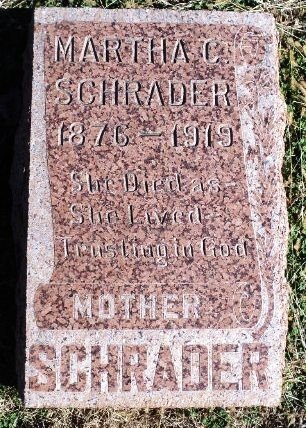 MARTHA C.
SCHRADER
1876-1919
She Died as
She Lived
Trusting in God
MOTHER
SCHRADER